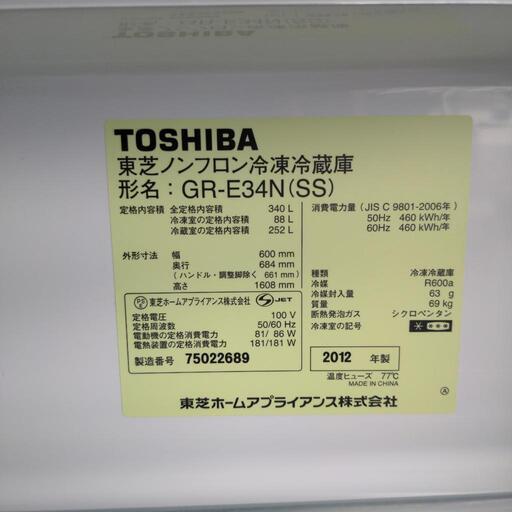 TOSHIBA
東芝ノンフロン冷凍冷蔵庫
形名：GR-E34N(SS)
定格内容積 全定格内容積 340 L
冷凍室の定格内容積 88 L
冷蔵室の定格内容積 252 L
外形寸法 幅 600 mm
奥行 684 mm
(ハンドル・調整脚除く 661 mm)
高さ 1608 mm
PS E 東芝ホームアプライアンス株式会社 S JET
定格電圧 100 V
定格周波数 50/60 Hz
電動機の定格消費電力 81/ 86 W
電熱装置の定格消費電力 181/181 W
製造番号 75022689
消費電力量 (JIS C 9801-2006年)
50Hz 460 kWh/年
60Hz 460 kWh/年
種類 冷凍冷蔵庫
冷媒 R600a
冷媒封入量 63 g
質量 69 kg
断熱発泡ガス シクロペンタン
冷凍室の記号
2012 年製
温度ヒューズ 77℃
MADE IN CHINA
Ⓐ
東芝ホームアプライアンス株式会社